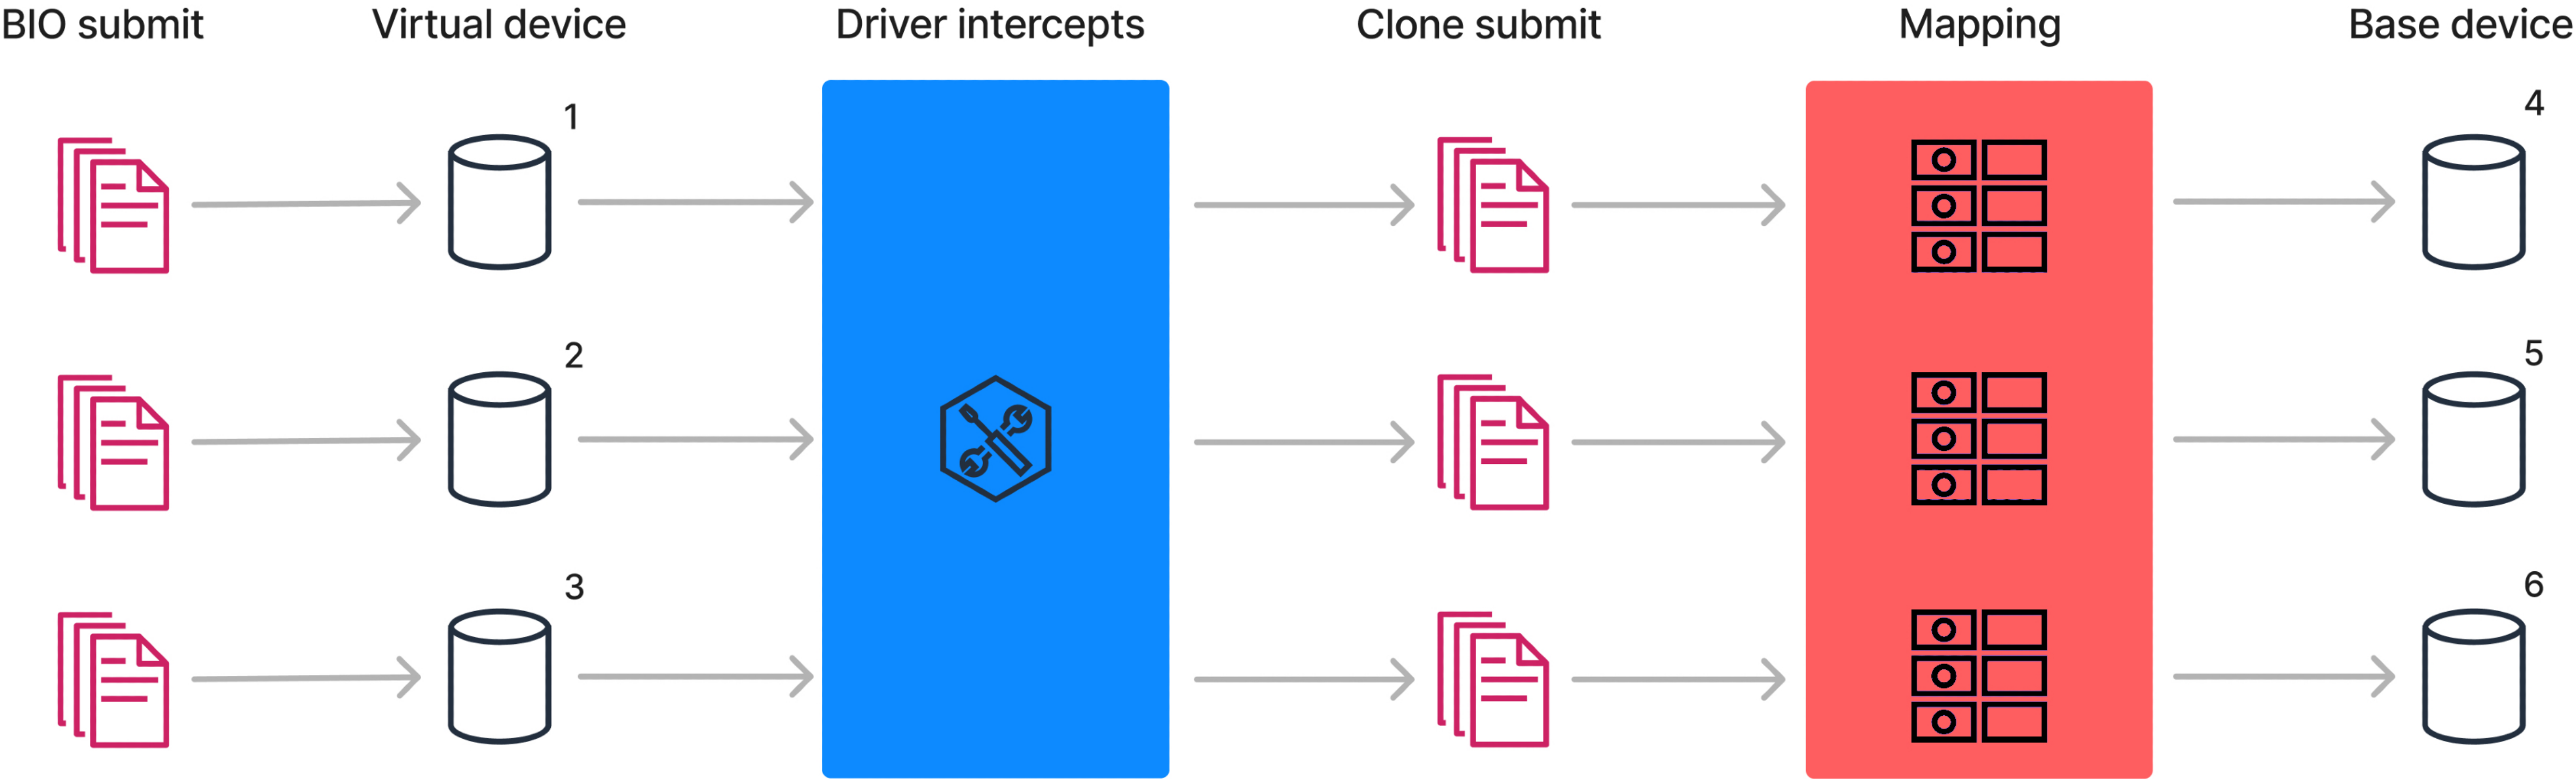 BIO submit
Virtual device
Driver intercepts
Clone submit
Mapping
Base device
1
4
2
5
3
6